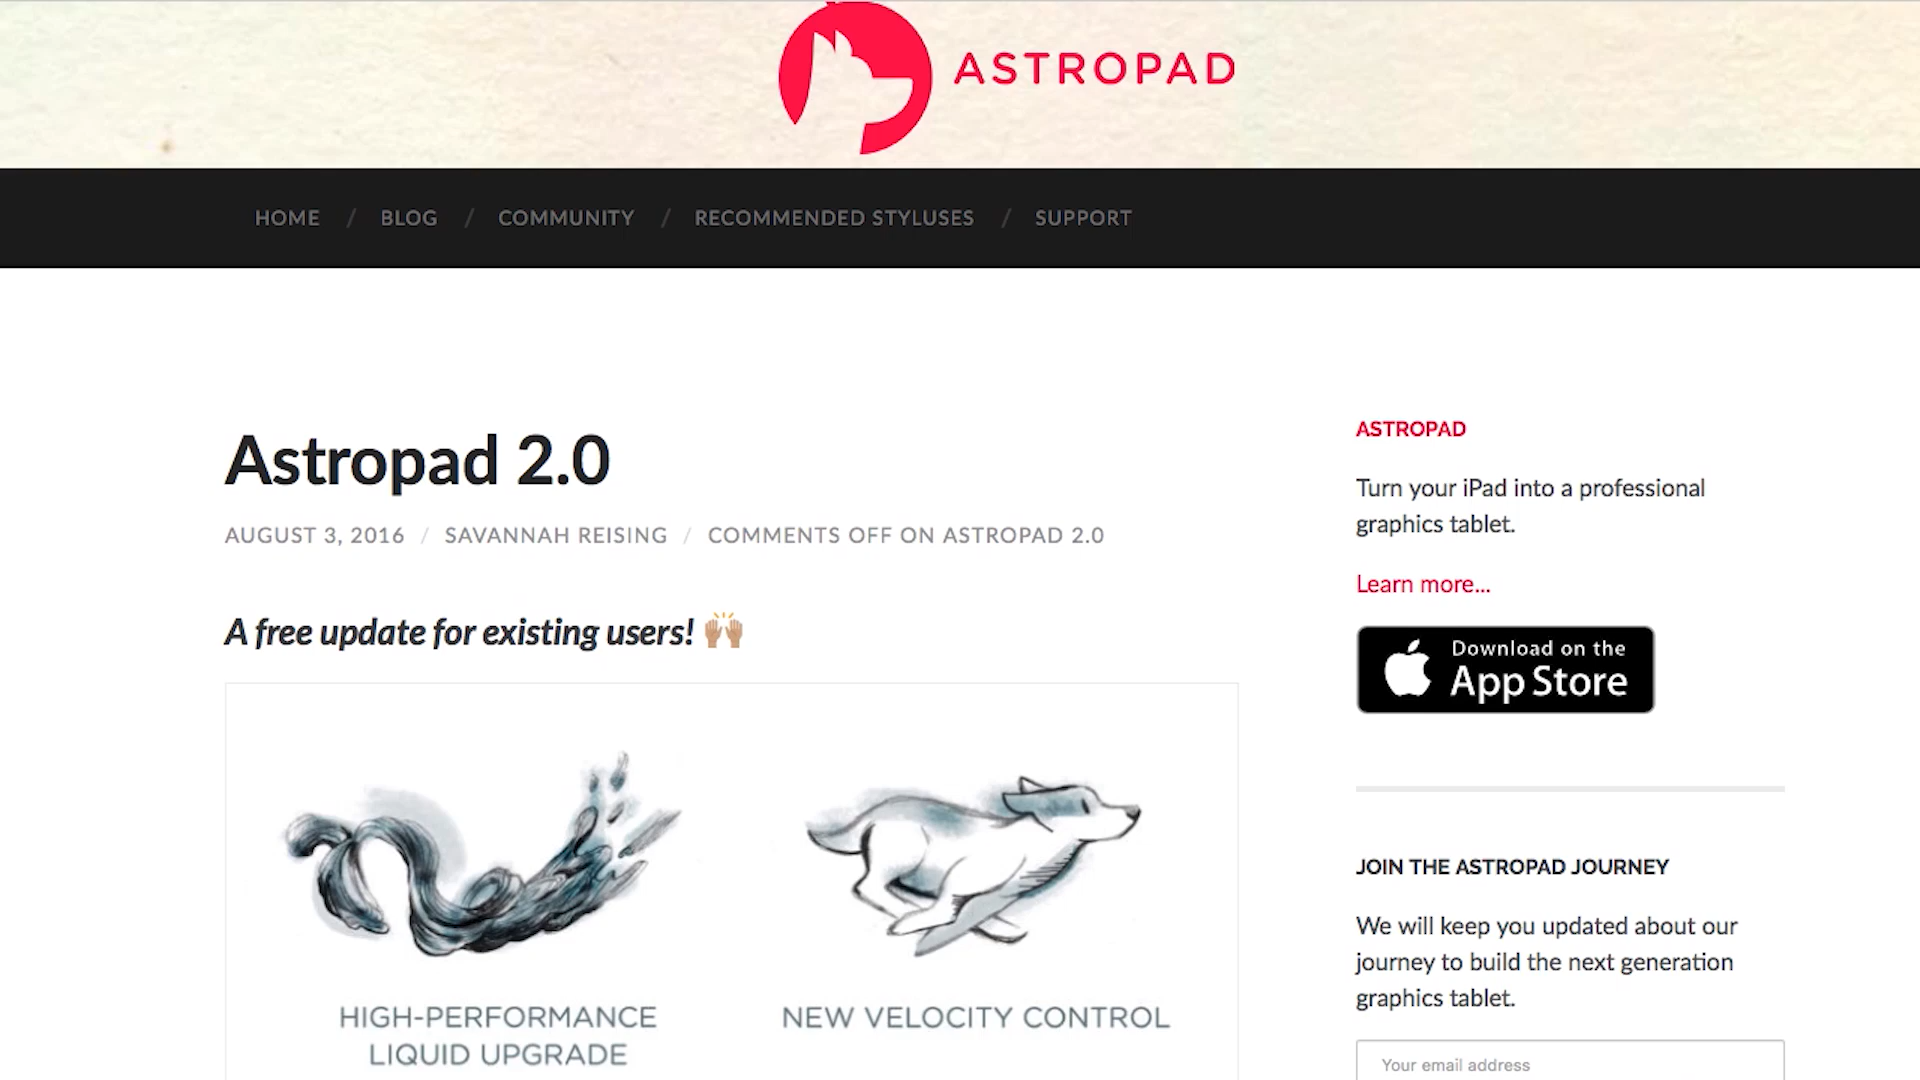 ASTROPAD
HOME / BLOG / COMMUNITY / RECOMMENDED STYLUSES / SUPPORT
Astropad 2.0
AUGUST 3, 2016 / SAVANNAH REISING / COMMENTS OFF ON ASTROPAD 2.0
A free update for existing users! 🙌🏽
HIGH-PERFORMANCE
LIQUID UPGRADE
NEW VELOCITY CONTROL
ASTROPAD
Turn your iPad into a professional
graphics tablet.
Learn more...
Download on the
App Store
JOIN THE ASTROPAD JOURNEY
We will keep you updated about our
journey to build the next generation
graphics tablet.
Your email address